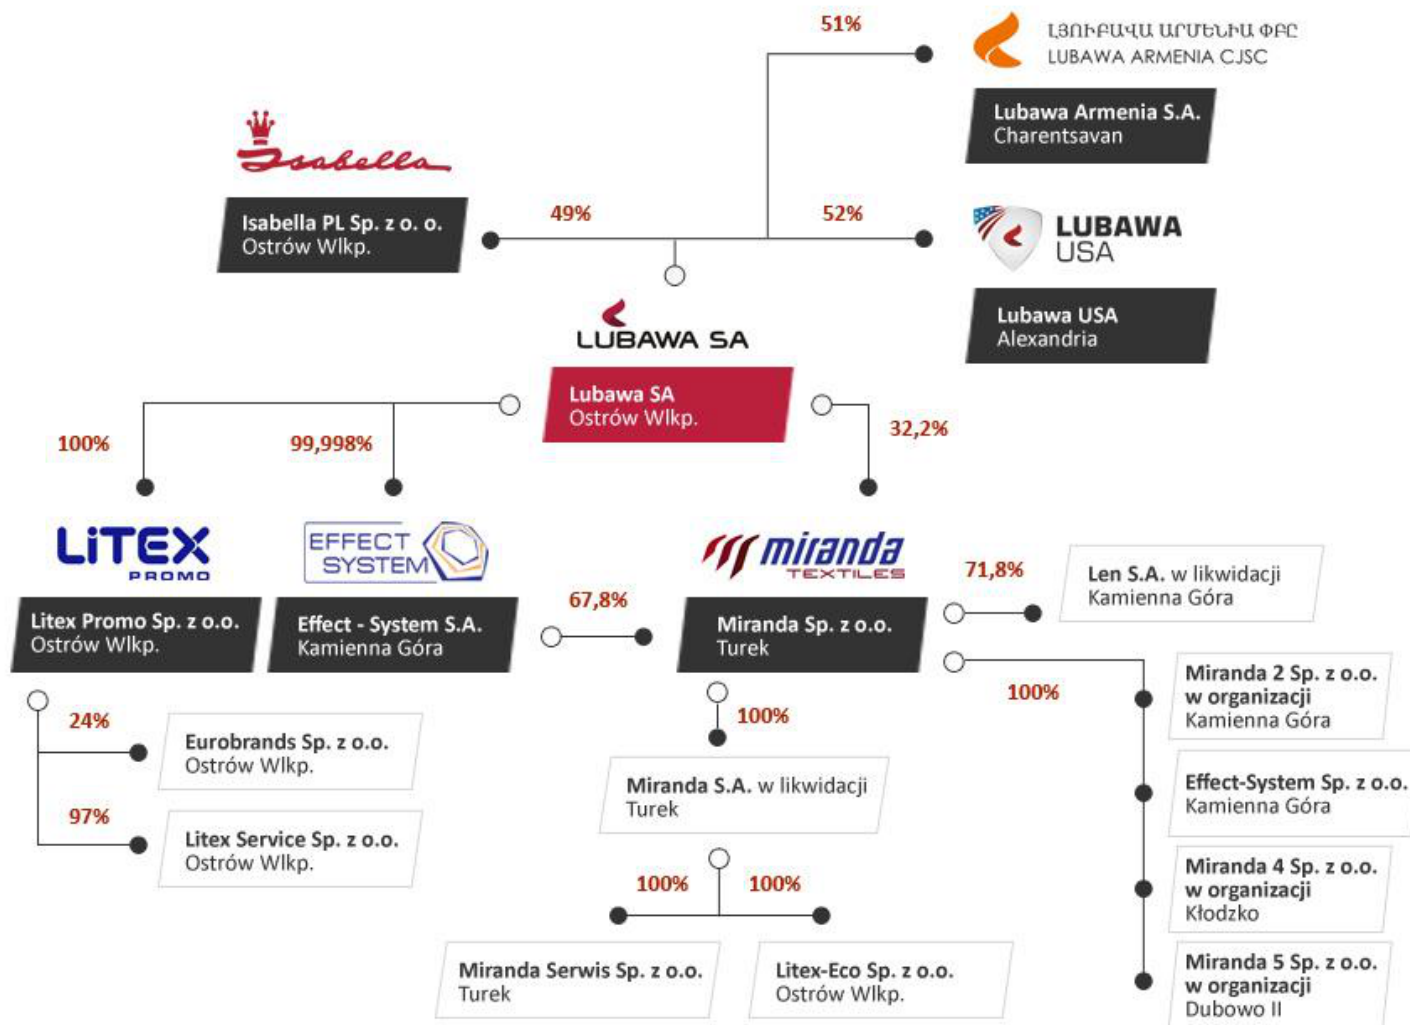 51%
ԼՅՈՒԲԱՎԱ ԱՐՄԵՆԻԱ ՓԲԸ
LUBAWA ARMENIA CJSC
Lubawa Armenia S.A.
Charentsavan
Isabella
Isabella PL Sp. z o. o.
Ostrów Wlkp.
49%
52%
LUBAWA
USA
Lubawa USA
Alexandria
LUBAWA SA
Lubawa SA
Ostrów Wlkp.
100%
99,998%
32,2%
LiTEX
PROMO
Litex Promo Sp. z o.o.
Ostrów Wlkp.
EFFECT
SYSTEM
Effect - System S.A.
Kamienna Góra
67,8%
miranda
TEXTILES
Miranda Sp. z o.o.
Turek
71,8%
Len S.A. w likwidacji
Kamienna Góra
100%
Miranda 2 Sp. z o.o.
w organizacji
Kamienna Góra
Effect-System Sp. z o.o.
Kamienna Góra
Miranda 4 Sp. z o.o.
w organizacji
Kłodzko
Miranda 5 Sp. z o.o.
w organizacji
Dubowo II
24%
Eurobrands Sp. z o.o.
Ostrów Wlkp.
97%
Litex Service Sp. z o.o.
Ostrów Wlkp.
100%
Miranda S.A. w likwidacji
Turek
100%
100%
Miranda Serwis Sp. z o.o.
Turek
Litex-Eco Sp. z o.o.
Ostrów Wlkp.